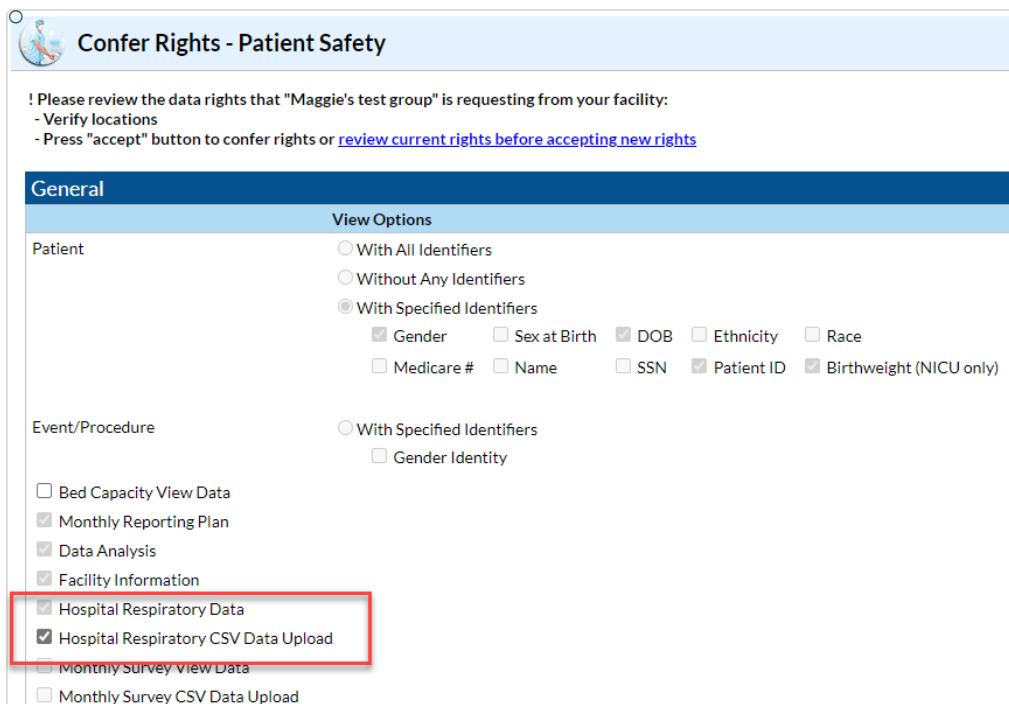 Confer Rights - Patient Safety
! Please review the data rights that "Maggie's test group" is requesting from your facility:
- Verify locations
- Press "accept" button to confer rights or review current rights before accepting new rights
General
View Options
Patient
With All Identifiers
Without Any Identifiers
With Specified Identifiers
Gender Sex at Birth DOB Ethnicity Race
Medicare # Name SSN Patient ID Birthweight (NICU only)
Event/Procedure With Specified Identifiers
Gender Identity
Bed Capacity View Data
Monthly Reporting Plan
Data Analysis
Facility Information
Hospital Respiratory Data
Hospital Respiratory CSV Data Upload
Monthly Survey View Data
Monthly Survey CSV Data Upload